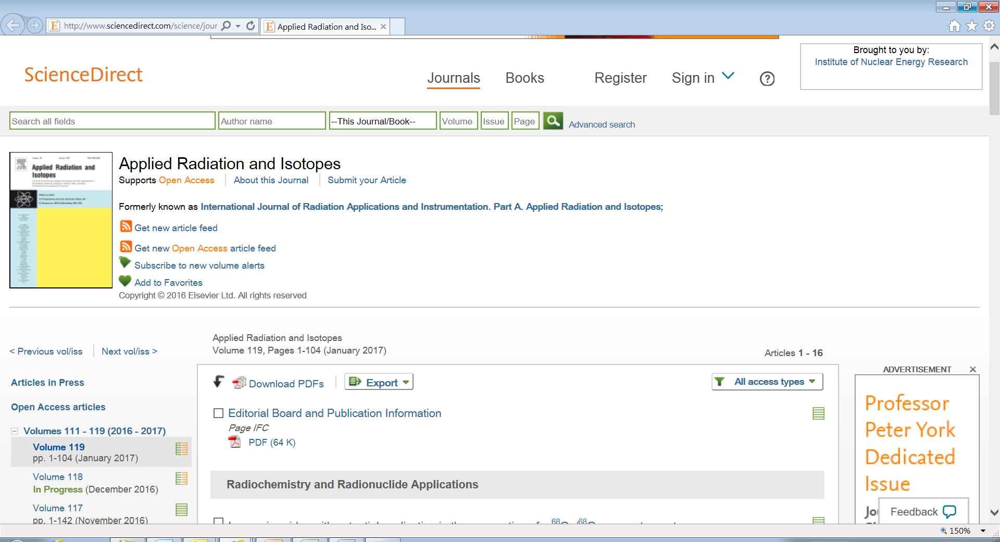 http://www.sciencedirect.com/science/jour
Applied Radiation and Iso...
Brought to you by:
Institute of Nuclear Energy Research
ScienceDirect
Journals
Books
Register
Sign in
?
Search all fields
Author name
--This Journal/Book--
Volume
Issue
Page
Advanced search
Applied Radiation and
Isotopes
Applied Radiation and Isotopes
Supports Open Access
About this Journal
Submit your Article
Formerly known as International Journal of Radiation Applications and Instrumentation. Part A. Applied Radiation and Isotopes;
Get new article feed
Get new Open Access article feed
Subscribe to new volume alerts
Add to Favorites
Copyright © 2016 Elsevier Ltd. All rights reserved
< Previous vol/iss
Next vol/iss >
Applied Radiation and Isotopes
Volume 119, Pages 1-104 (January 2017)
Articles 1 - 16
Articles in Press
Open Access articles
Volumes 111 - 119 (2016 - 2017)
Volume 119
pp. 1-104 (January 2017)
Volume 118
In Progress (December 2016)
Volume 117
pp. 1-142 (November 2016)
Download PDFs
Export
All access types
Editorial Board and Publication Information
Page IFC
PDF (64 K)
Radiochemistry and Radionuclide Applications
ADVERTISEMENT
Professor
Peter York
Dedicated
Issue
Feedback
150%